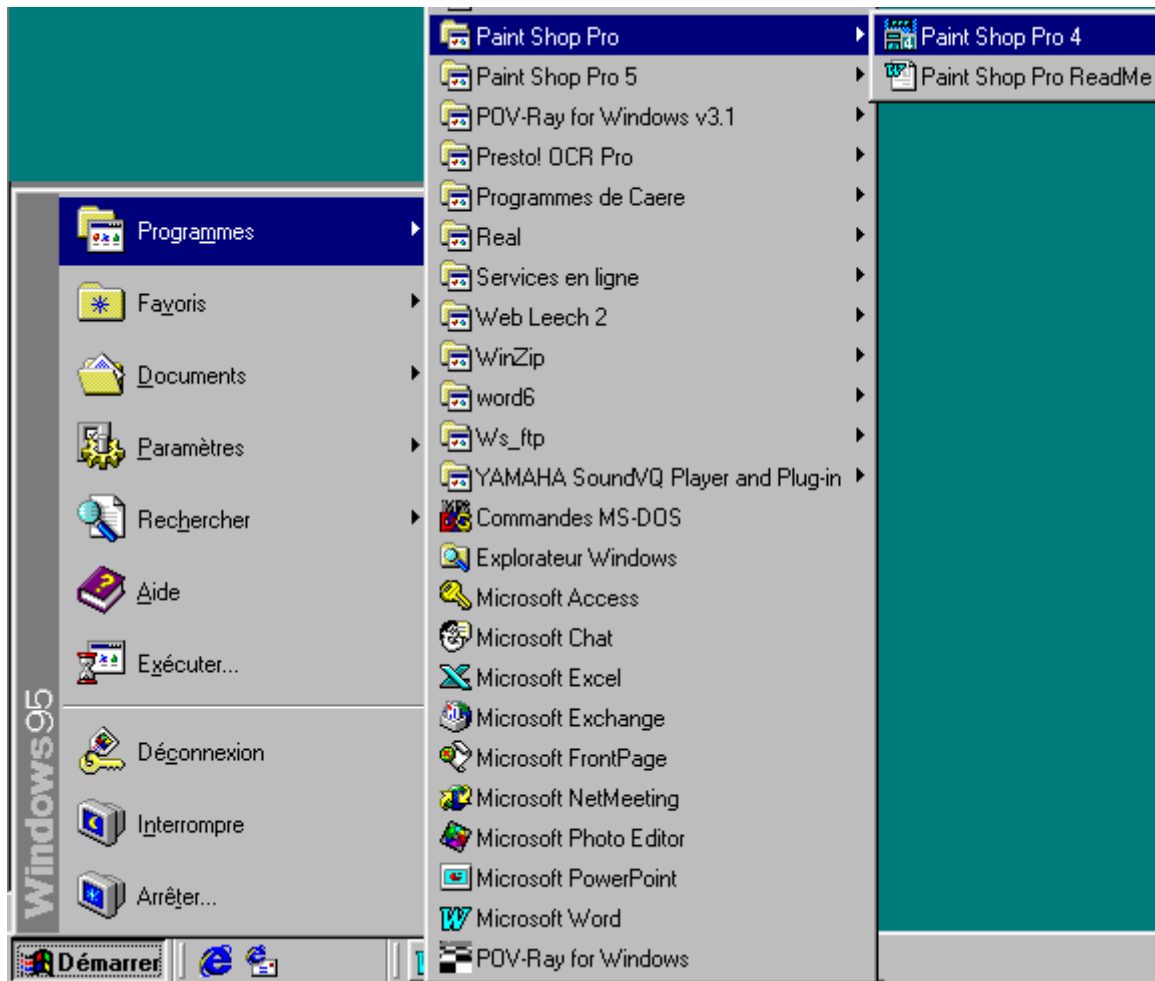 Programmes
Favoris
Documents
Paramètres
Rechercher
Aide
Exécuter...
Déconnexion
Interrompre
Arrêter...
Windows95
Démarrer
Paint Shop Pro
Paint Shop Pro 5
POV-Ray for Windows v3.1
Presto! OCR Pro
Programmes de Caere
Real
Services en ligne
Web Leech 2
WinZip
word6
Ws_ftp
YAMAHA SoundVQ Player and Plug-in
Commandes MS-DOS
Explorateur Windows
Microsoft Access
Microsoft Chat
Microsoft Excel
Microsoft Exchange
Microsoft FrontPage
Microsoft NetMeeting
Microsoft Photo Editor
Microsoft PowerPoint
Microsoft Word
POV-Ray for Windows
Paint Shop Pro 4
Paint Shop Pro ReadMe